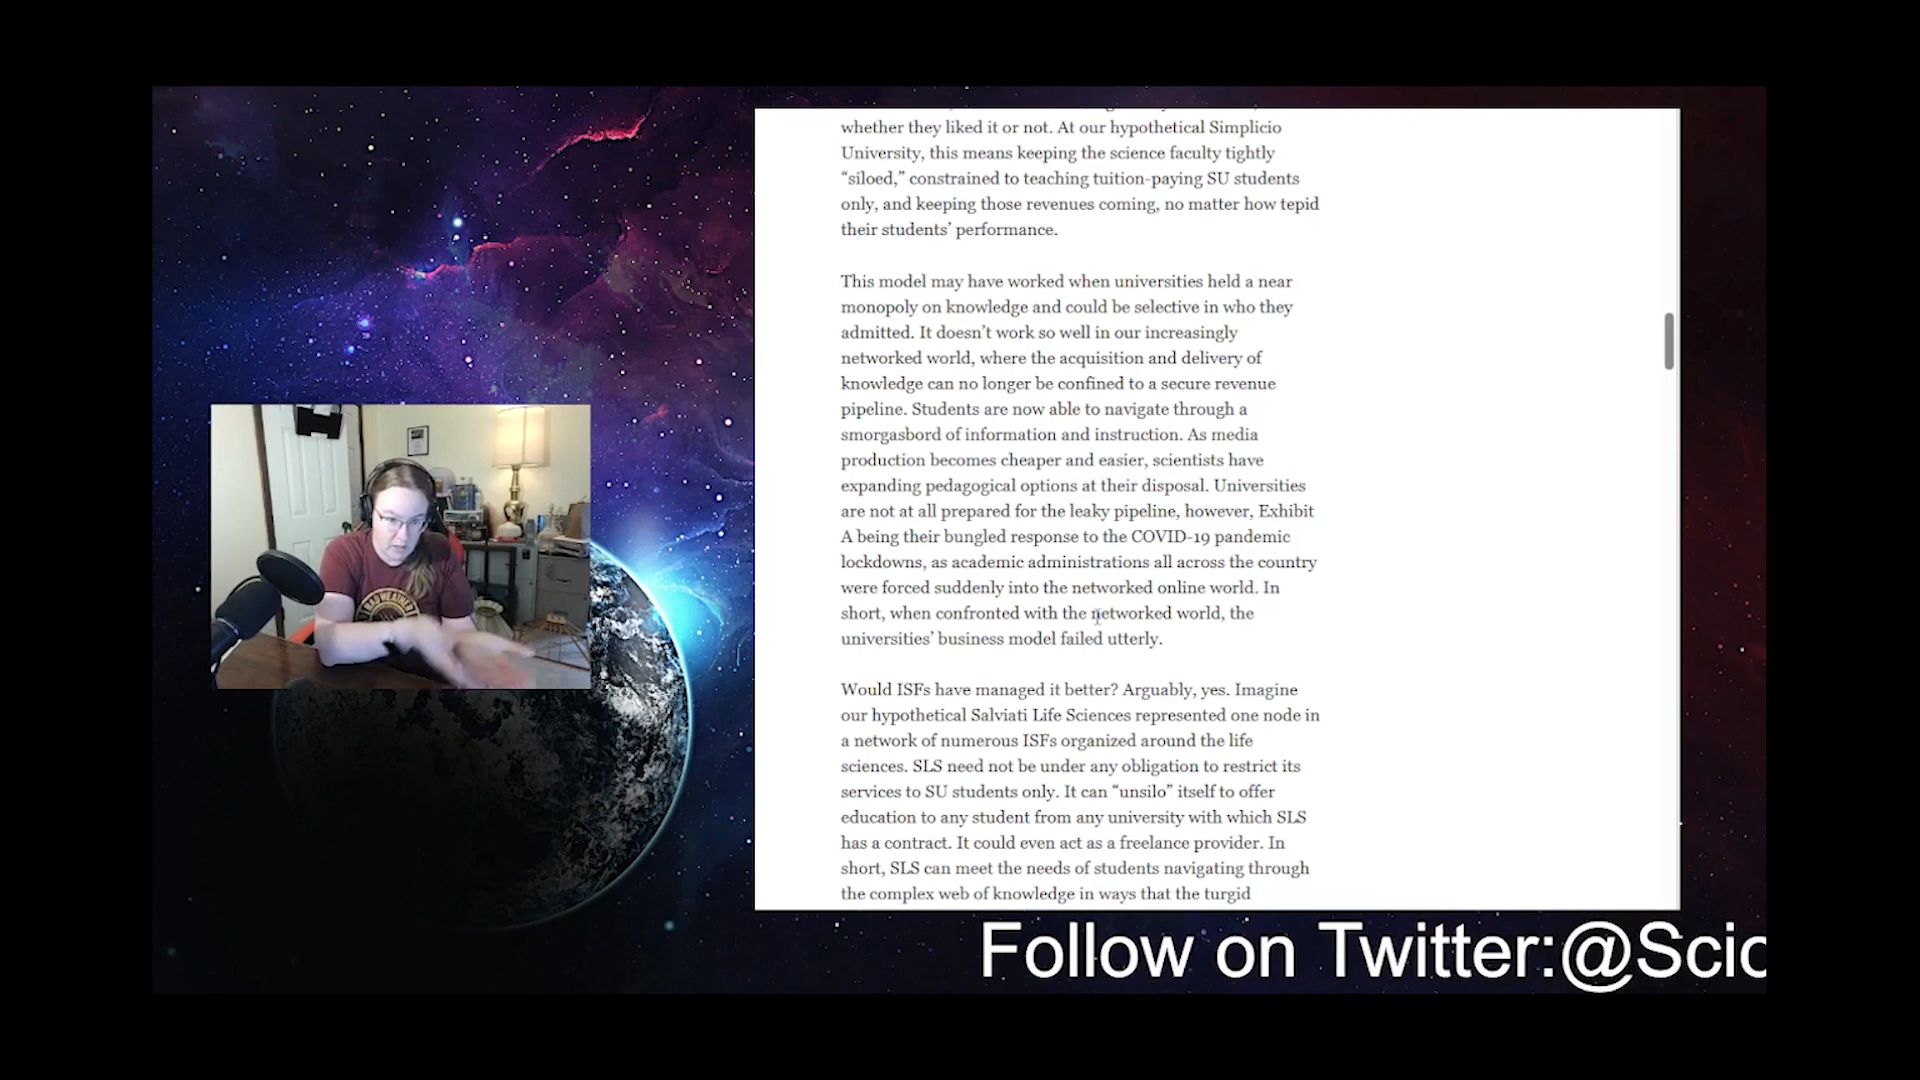 whether they liked it or not. At our hypothetical Simplicio
University, this means keeping the science faculty tightly
“siloed,” constrained to teaching tuition-paying SU students
only, and keeping those revenues coming, no matter how tepid
their students’ performance.
This model may have worked when universities held a near
monopoly on knowledge and could be selective in who they
admitted. It doesn’t work so well in our increasingly
networked world, where the acquisition and delivery of
knowledge can no longer be confined to a secure revenue
pipeline. Students are now able to navigate through a
smorgasbord of information and instruction. As media
production becomes cheaper and easier, scientists have
expanding pedagogical options at their disposal. Universities
are not at all prepared for the leaky pipeline, however, Exhibit
A being their bungled response to the COVID-19 pandemic
lockdowns, as academic administrations all across the country
were forced suddenly into the networked online world. In
short, when confronted with the networked world, the
universities’ business model failed utterly.
Would ISFs have managed it better? Arguably, yes. Imagine
our hypothetical Salviati Life Sciences represented one node in
a network of numerous ISFs organized around the life
sciences. SLS need not be under any obligation to restrict its
services to SU students only. It can “unsilo” itself to offer
education to any student from any university with which SLS
has a contract. It could even act as a freelance provider. In
short, SLS can meet the needs of students navigating through
the complex web of knowledge in ways that the turgid
BAD WEATHER
Follow on Twitter:@Scic